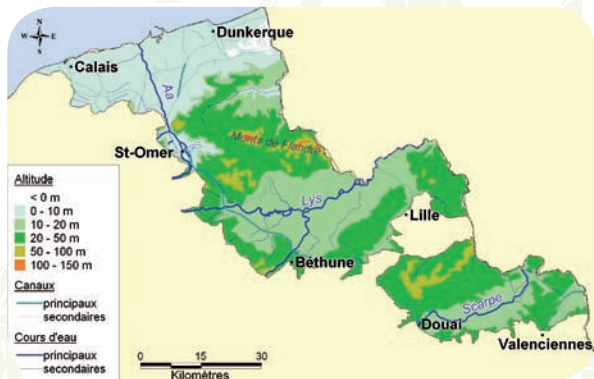 N
W E
S
Dunkerque
Calais
Aa
St-Omer
Monts de Flandre
Lys
Lille
Béthune
Scarpe
Douai
Valenciennes
Altitude
< 0 m
0 - 10 m
10 - 20 m
20 - 50 m
50 - 100 m
100 - 150 m
Canaux
principaux
secondaires
Cours d'eau
principaux
secondaires
0 15 30
Kilomètres